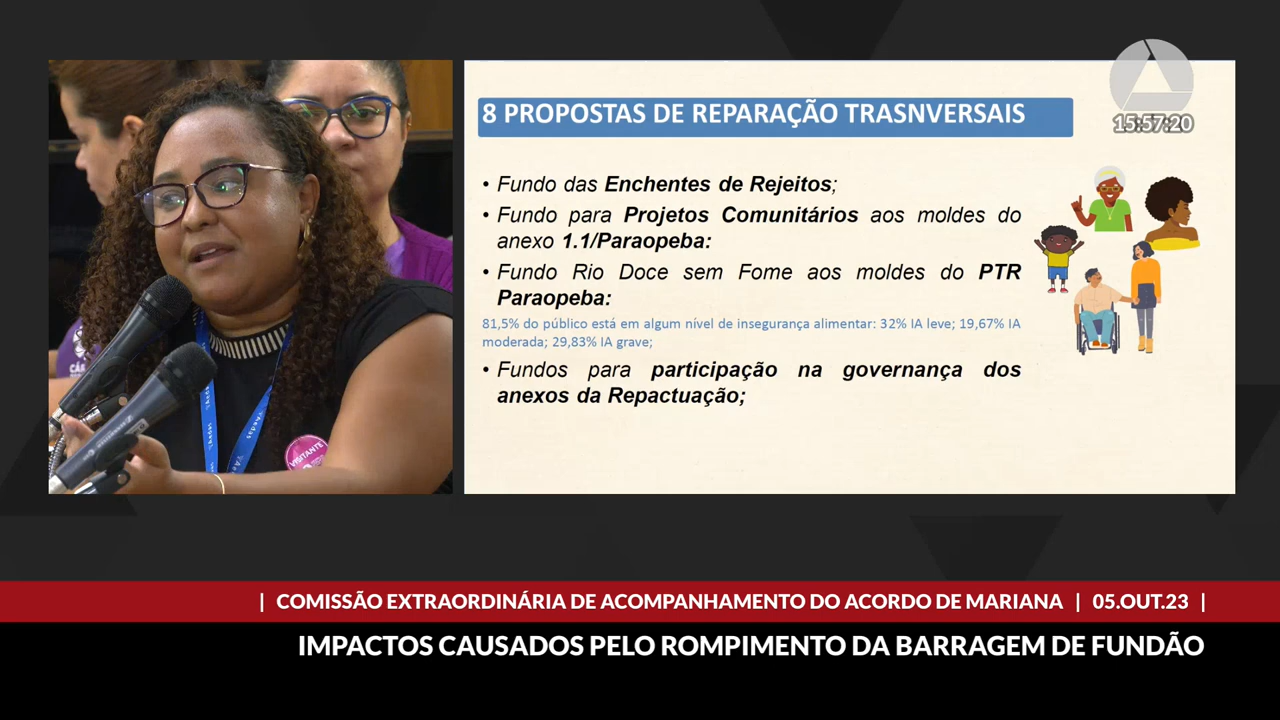 8 PROPOSTAS DE REPARAÇÃO TRASNVERSAIS
15:57:20
• Fundo das Enchentes de Rejeitos;
• Fundo para Projetos Comunitários aos moldes do
anexo 1.1/Paraopeba:
• Fundo Rio Doce sem Fome aos moldes do PTR
Paraopeba:
81,5% do público está em algum nível de insegurança alimentar: 32% IA leve; 19,67% IA
moderada; 29,83% IA grave;
• Fundos para participação na governança dos
anexos da Repactuação;
VISITANTE
| COMISSÃO EXTRAORDINÁRIA DE ACOMPANHAMENTO DO ACORDO DE MARIANA | 05.OUT.23 |
IMPACTOS CAUSADOS PELO ROMPIMENTO DA BARRAGEM DE FUNDÃO